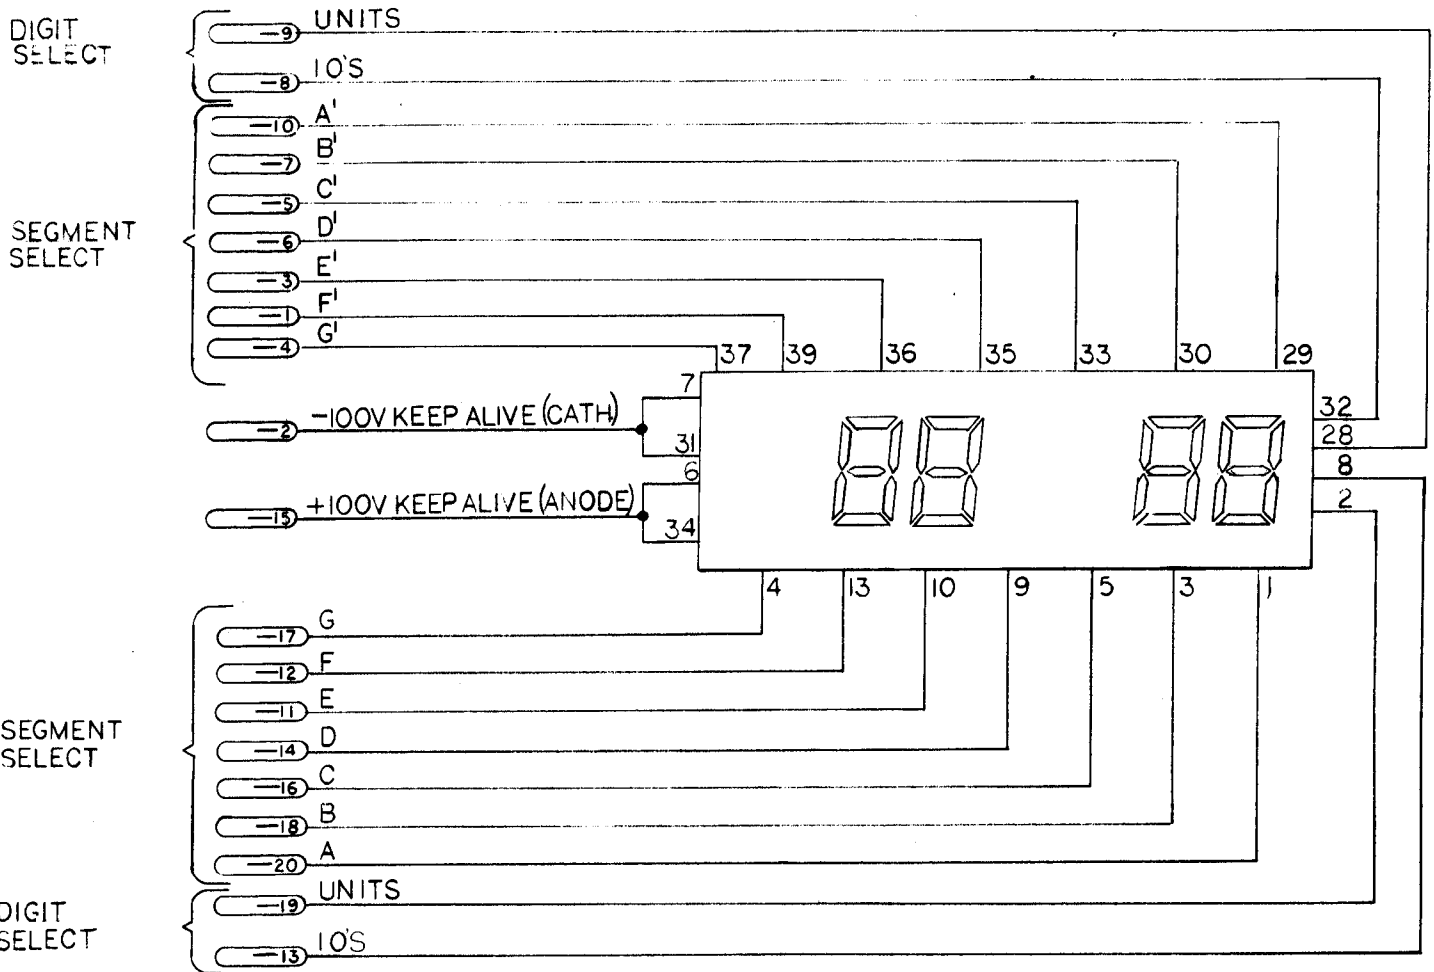 DIGIT
SELECT
9 UNITS
8 10'S
SEGMENT
SELECT
10 A'
7 B'
5 C'
6 D'
3 E'
1 F'
4 G'
37 39 36 35 33 30 29
2 -100V KEEP ALIVE (CATH)
7
31
15 +100V KEEP ALIVE (ANODE)
6
34
32
28
8
2
4 13 10 9 5 3 1
SEGMENT
SELECT
17 G
12 F
11 E
14 D
16 C
18 B
20 A
DIGIT
SELECT
19 UNITS
13 10'S